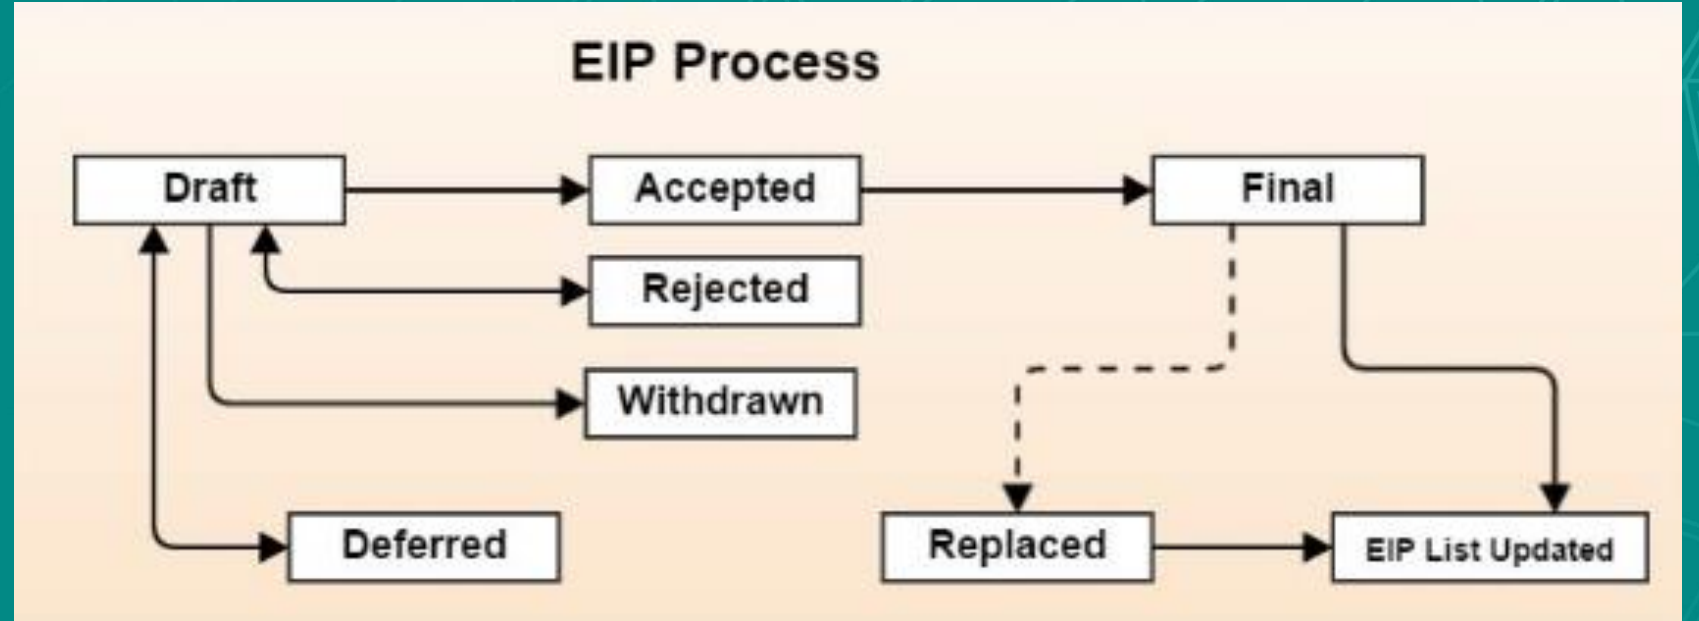 EIP Process
Draft
Accepted
Final
Rejected
Withdrawn
Deferred
Replaced
EIP List Updated